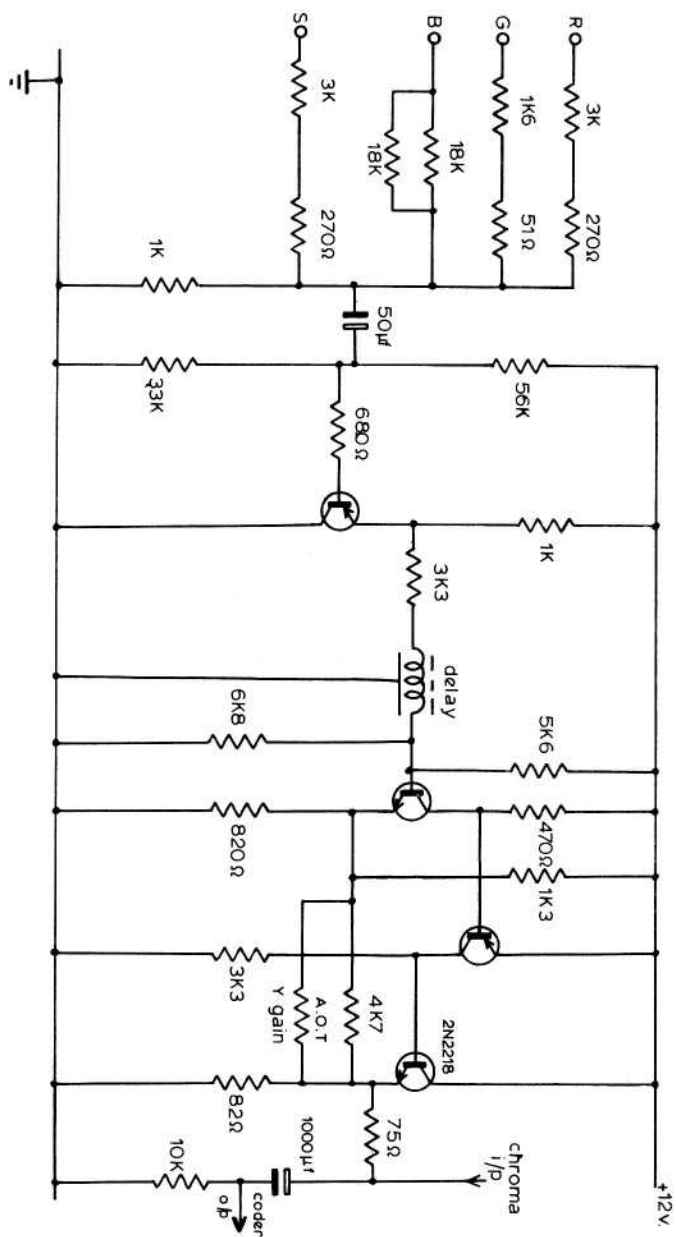 +12v.
R
3K
270Ω
56K
1K
5K6
470Ω
1K3
chroma
i/p
G
1K6
51Ω
B
18K
18K
3K3
delay
2N2218
50μf
680Ω
4K7
75Ω
A.O.T
Y gain
S
3K
270Ω
1K
33K
6K8
820Ω
3K3
82Ω
1000μf
10K
coder
o/p